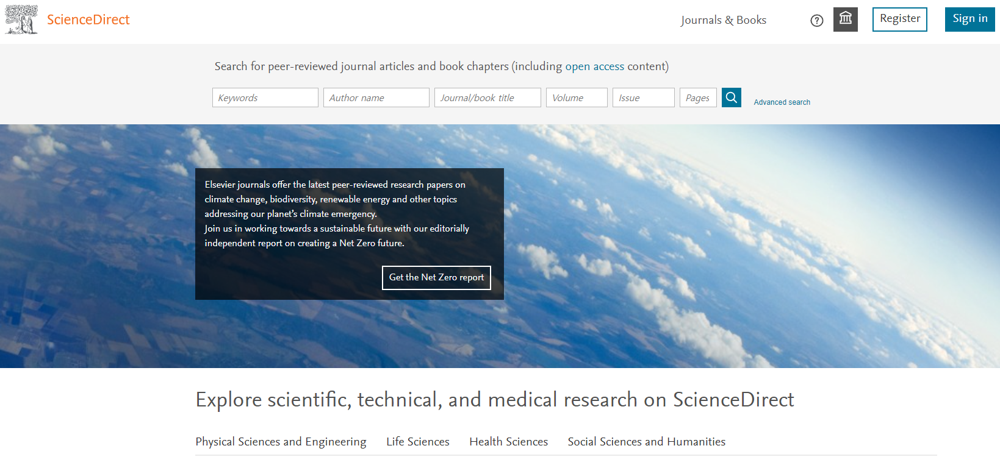 ScienceDirect
Journals & Books
?
Register
Sign in
Search for peer-reviewed journal articles and book chapters (including open access content)
Keywords
Author name
Journal/book title
Volume
Issue
Pages
Advanced search
Elsevier journals offer the latest peer-reviewed research papers on
climate change, biodiversity, renewable energy and other topics
addressing our planet's climate emergency.
Join us in working towards a sustainable future with our editorially
independent report on creating a Net Zero future.
Get the Net Zero report
Explore scientific, technical, and medical research on ScienceDirect
Physical Sciences and Engineering
Life Sciences
Health Sciences
Social Sciences and Humanities